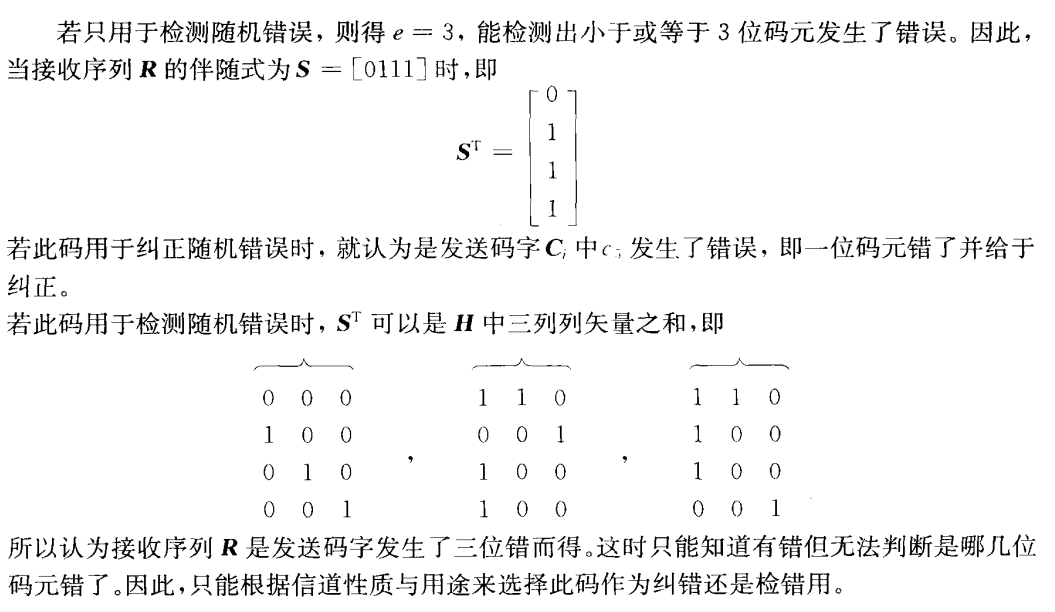 若只用于检测随机错误，则得 e = 3，能检测出小于或等于 3 位码元发生了错误。因此，
当接收序列 R 的伴随式为 S = [0111] 时，即
0
1
S^T =
1
1
若此码用于纠正随机错误时，就认为是发送码字 C_i 中 c 发生了错误，即一位码元错了并给于
纠正。
若此码用于检测随机错误时，S^T 可以是 H 中三列列矢量之和，即
0 0 0 1 1 0 1 1 0
1 0 0 0 0 1 1 0 0
, ,
0 1 0 1 0 0 1 0 0
0 0 1 1 0 0 0 0 1
所以认为接收序列 R 是发送码字发生了三位错而得。这时只能知道有错但无法判断是哪几位
码元错了。因此，只能根据信道性质与用途来选择此码作为纠错还是检错用。